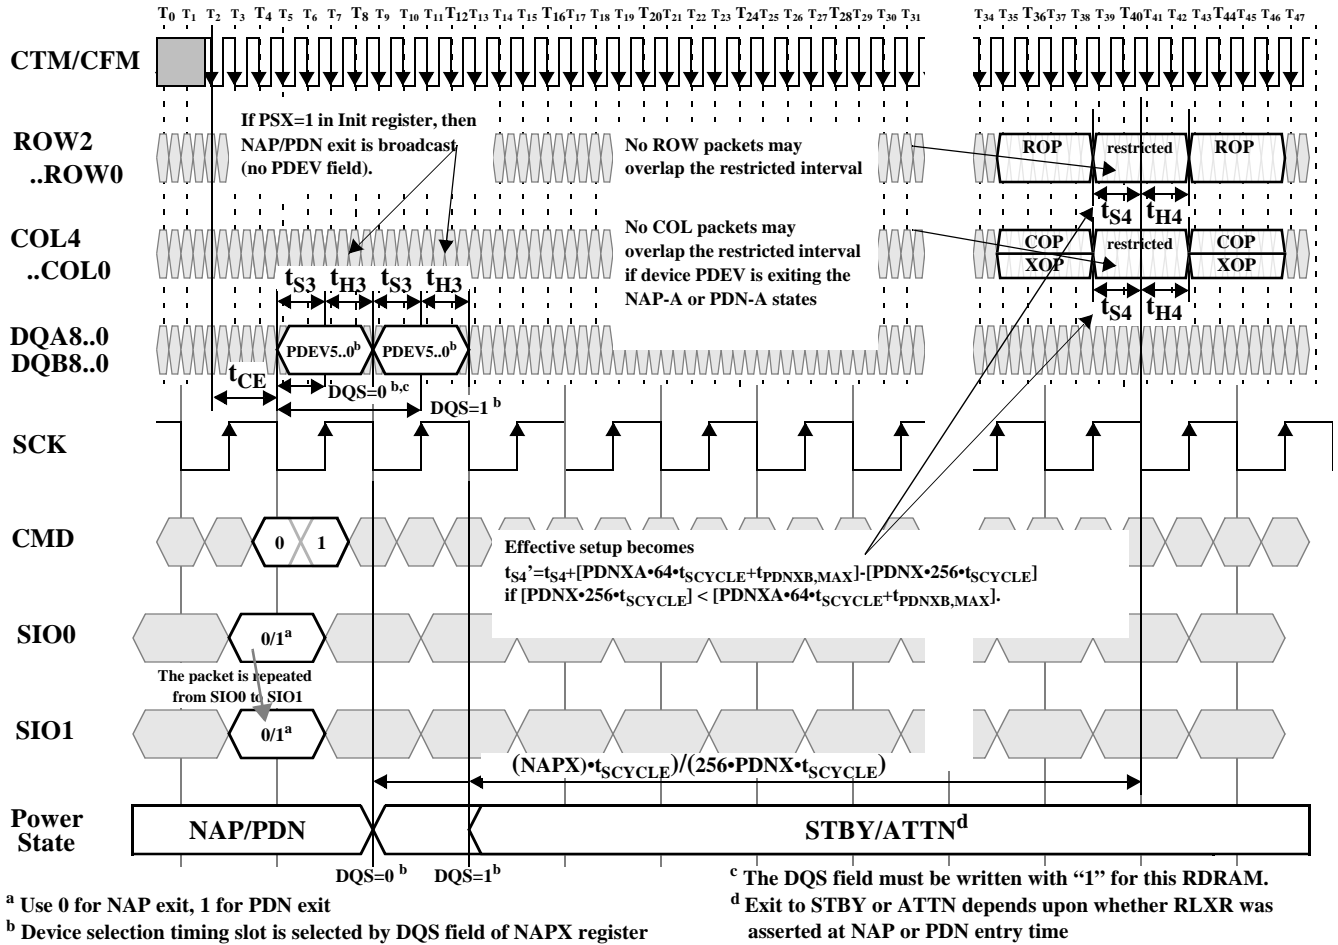 T0 T1 T2 T3 T4 T5 T6 T7 T8 T9 T10 T11 T12 T13 T14 T15 T16 T17 T18 T19 T20 T21 T22 T23 T24 T25 T26 T27 T28 T29 T30 T31 T34 T35 T36 T37 T38 T39 T40 T41 T42 T43 T44 T45 T46 T47
CTM/CFM
If PSX=1 in Init register, then
NAP/PDN exit is broadcast
(no PDEV field).
ROW2
..ROW0
No ROW packets may
overlap the restricted interval
ROP restricted ROP
tS4 tH4
COL4
..COL0
No COL packets may
overlap the restricted interval
if device PDEV is exiting the
NAP-A or PDN-A states
COP restricted COP
XOP XOP
tS3 tH3 tS3 tH3
tS4 tH4
DQA8..0
DQB8..0
PDEV5..0b PDEV5..0b
tCE
DQS=0 b,c
DQS=1 b
SCK
CMD
0 1
Effective setup becomes
tS4’=tS4+[PDNXA•64•tSCYCLE+tPDNXB,MAX]-[PDNX•256•tSCYCLE]
if [PDNX•256•tSCYCLE] < [PDNXA•64•tSCYCLE+tPDNXB,MAX].
SIO0
0/1a
The packet is repeated
from SIO0 to SIO1
SIO1
0/1a
(NAPX)•tSCYCLE)/(256•PDNX•tSCYCLE)
Power
State
NAP/PDN STBY/ATTNd
DQS=0 b DQS=1b
a Use 0 for NAP exit, 1 for PDN exit
b Device selection timing slot is selected by DQS field of NAPX register
c The DQS field must be written with “1” for this RDRAM.
d Exit to STBY or ATTN depends upon whether RLXR was
asserted at NAP or PDN entry time